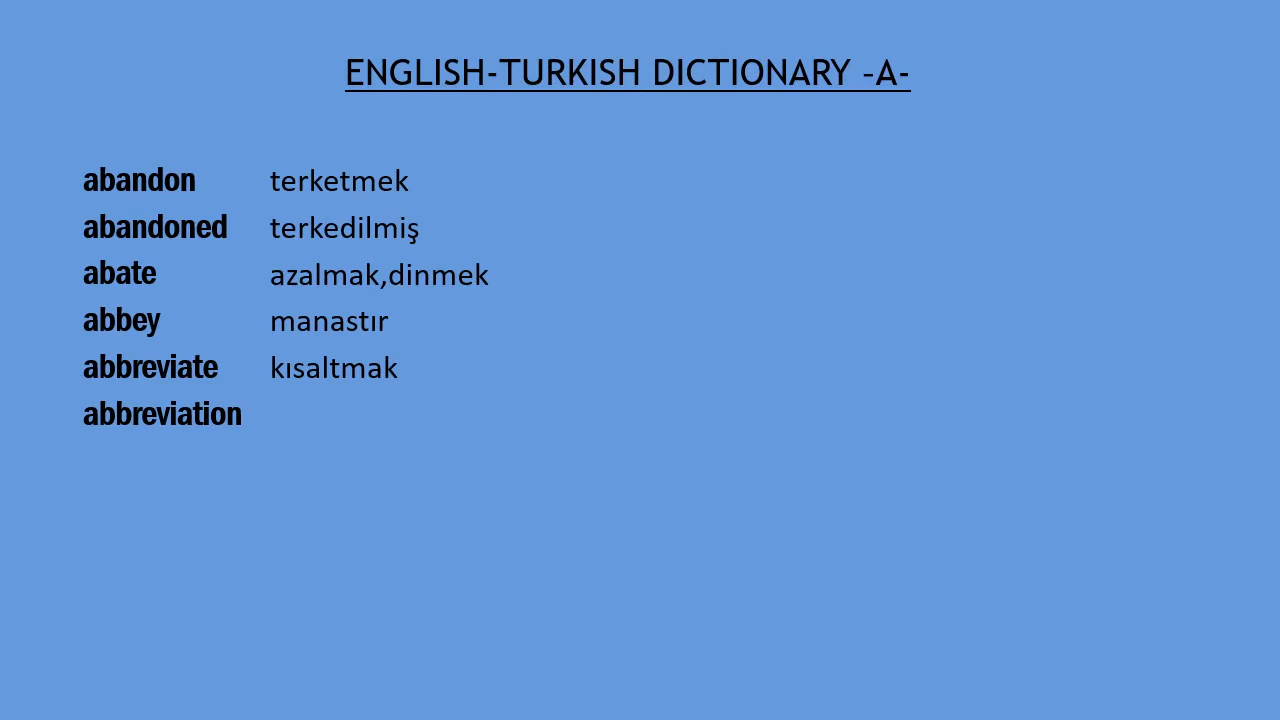 ENGLISH-TURKISH DICTIONARY –A-
abandon terketmek
abandoned terkedilmiş
abate azalmak,dinmek
abbey manastır
abbreviate kısaltmak
abbreviation